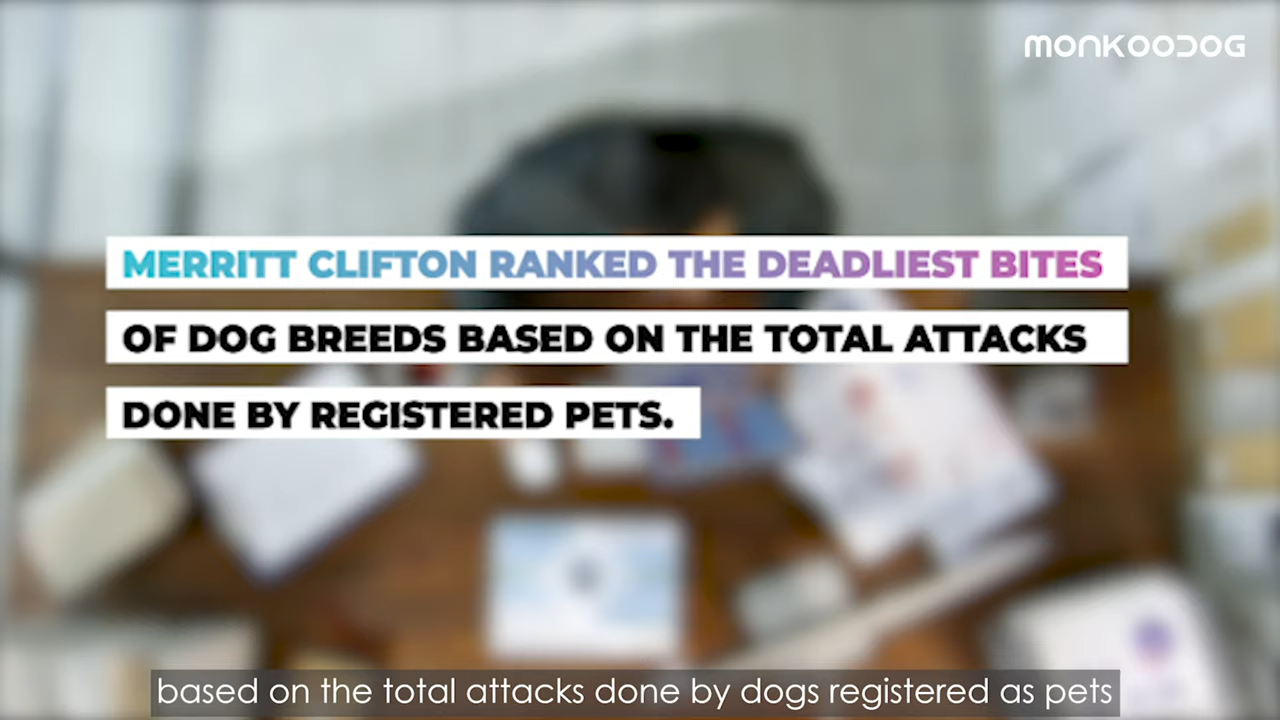 MONKOODOG
MERRITT CLIFTON RANKED THE DEADLIEST BITES
OF DOG BREEDS BASED ON THE TOTAL ATTACKS
DONE BY REGISTERED PETS.
based on the total attacks done by dogs registered as pets